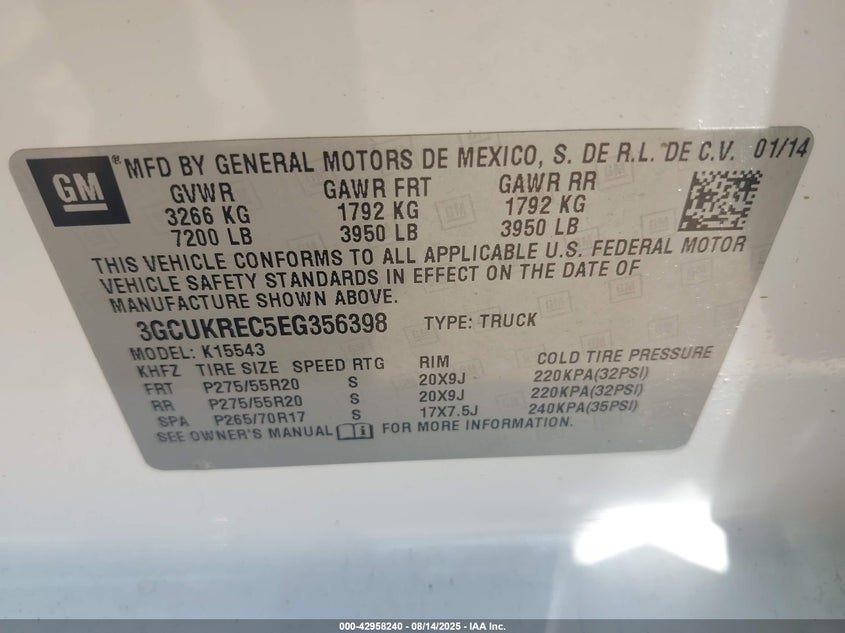 GM ® MFD BY GENERAL MOTORS DE MEXICO, S. DE R.L. DE C.V. 01/14
GVWR GAWR FRT GAWR RR
3266 KG 1792 KG 1792 KG
7200 LB 3950 LB 3950 LB
THIS VEHICLE CONFORMS TO ALL APPLICABLE U.S. FEDERAL MOTOR
VEHICLE SAFETY STANDARDS IN EFFECT ON THE DATE OF
MANUFACTURE SHOWN ABOVE.
3GCUKREC5EG356398 TYPE: TRUCK
MODEL: K15543
KHFZ TIRE SIZE SPEED RTG RIM COLD TIRE PRESSURE
FRT P275/55R20 S 20X9J 220KPA(32PSI)
RR P275/55R20 S 20X9J 220KPA(32PSI)
SPA P265/70R17 S 17X7.5J 240KPA(35PSI)
SEE OWNER'S MANUAL FOR MORE INFORMATION.
000-42958240 - 08/14/2025 - IAA Inc.